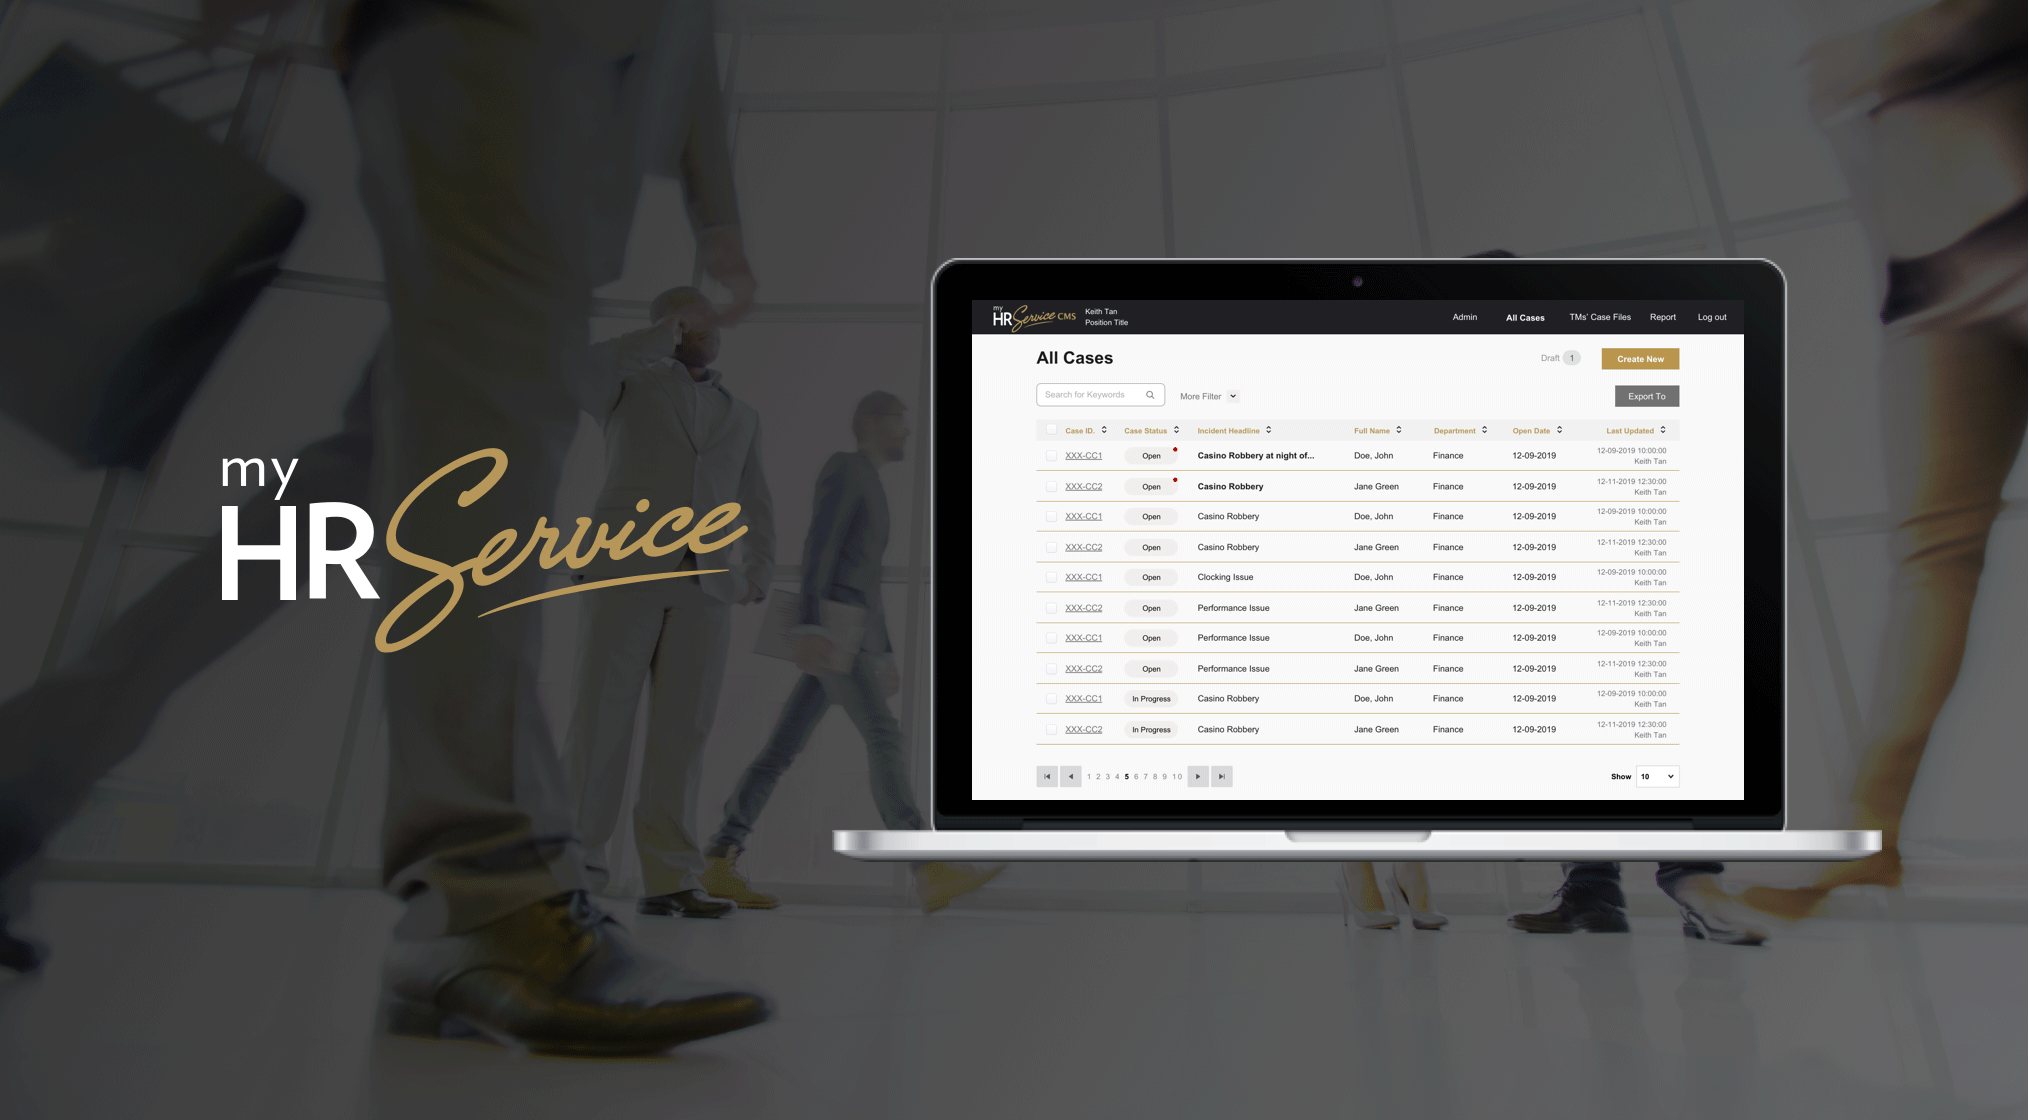 my
HR Service
my
HR Service CMS
Keith Tan
Position Title
Admin
All Cases
TMs' Case Files
Report
Log out
All Cases
Draft 1
Create New
Search for Keywords
More Filter
Export To
Case ID. Case Status Incident Headline Full Name Department Open Date Last Updated
XXX-CC1 Open Casino Robbery at night of... Doe, John Finance 12-09-2019 12-09-2019 10:00:00
Keith Tan
XXX-CC2 Open Casino Robbery Jane Green Finance 12-09-2019 12-11-2019 12:30:00
Keith Tan
XXX-CC1 Open Casino Robbery Doe, John Finance 12-09-2019 12-09-2019 10:00:00
Keith Tan
XXX-CC2 Open Casino Robbery Jane Green Finance 12-09-2019 12-11-2019 12:30:00
Keith Tan
XXX-CC1 Open Clocking Issue Doe, John Finance 12-09-2019 12-09-2019 10:00:00
Keith Tan
XXX-CC2 Open Performance Issue Jane Green Finance 12-09-2019 12-11-2019 12:30:00
Keith Tan
XXX-CC1 Open Performance Issue Doe, John Finance 12-09-2019 12-09-2019 10:00:00
Keith Tan
XXX-CC2 Open Performance Issue Jane Green Finance 12-09-2019 12-11-2019 12:30:00
Keith Tan
XXX-CC1 In Progress Casino Robbery Doe, John Finance 12-09-2019 12-09-2019 10:00:00
Keith Tan
XXX-CC2 In Progress Casino Robbery Jane Green Finance 12-09-2019 12-11-2019 12:30:00
Keith Tan
1 2 3 4 5 6 7 8 9 10
Show 10